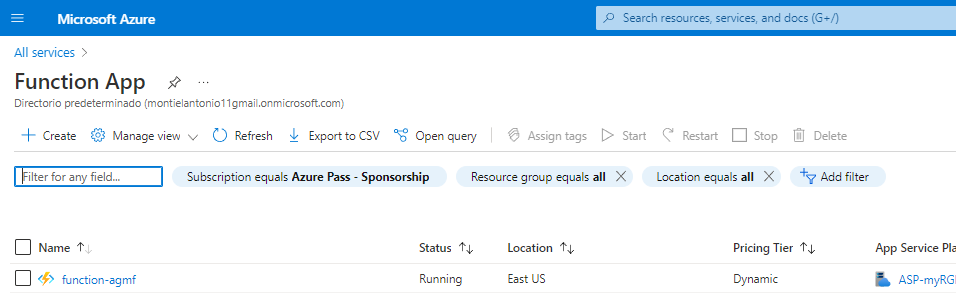 Microsoft Azure
Search resources, services, and docs (G+/)
All services
Function App
Directorio predeterminado (montielantonio11gmail.onmicrosoft.com)
Create Manage view Refresh Export to CSV Open query Assign tags Start Restart Stop Delete
Filter for any field... Subscription equals Azure Pass - Sponsorship Resource group equals all Location equals all Add filter
Name Status Location Pricing Tier App Service Pla
function-agmf Running East US Dynamic ASP-myRG